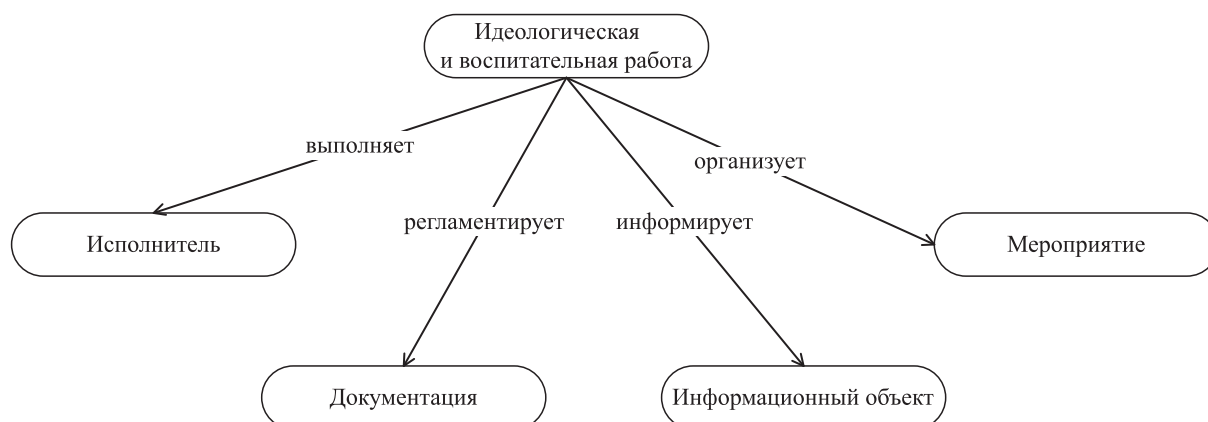 Идеологическая
и воспитательная работа
выполняет
организует
регламентирует
информирует
Исполнитель
Мероприятие
Документация
Информационный объект